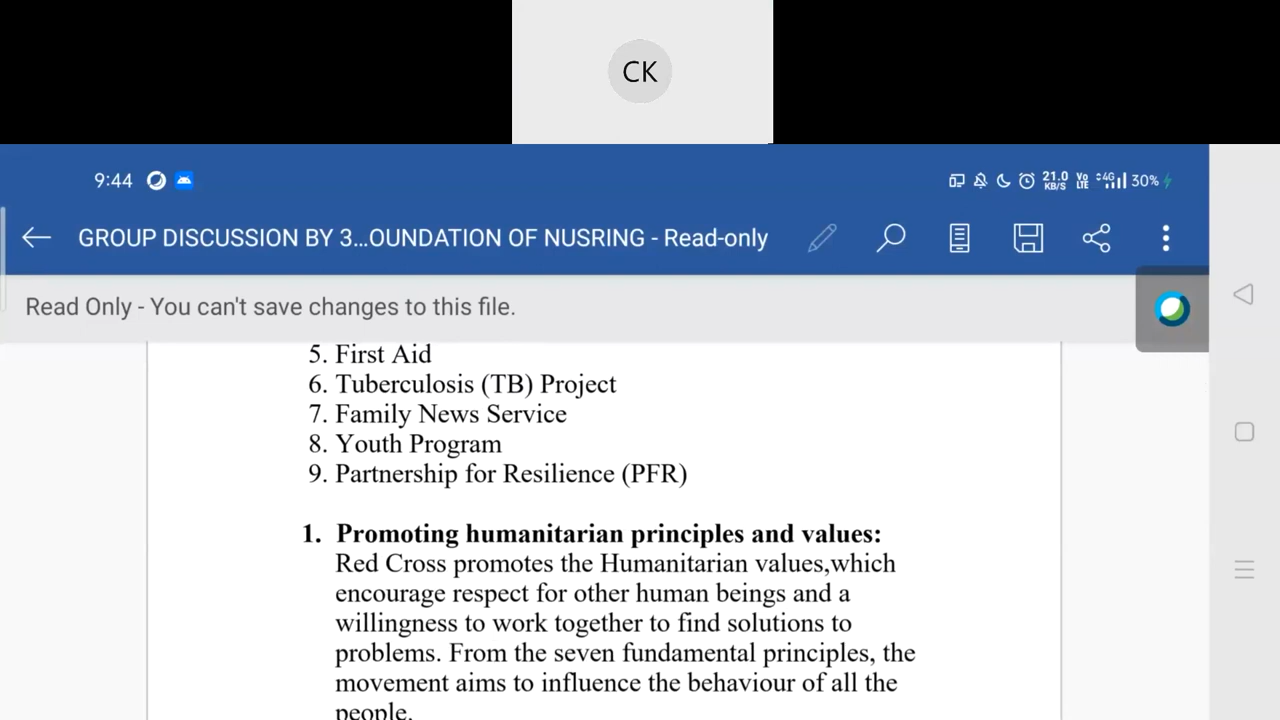 CK
9:44
21.0 KB/S
Vo LTE
4G
30%
GROUP DISCUSSION BY 3...OUNDATION OF NUSRING - Read-only
Read Only - You can't save changes to this file.
5. First Aid
6. Tuberculosis (TB) Project
7. Family News Service
8. Youth Program
9. Partnership for Resilience (PFR)
1. Promoting humanitarian principles and values:
Red Cross promotes the Humanitarian values,which
encourage respect for other human beings and a
willingness to work together to find solutions to
problems. From the seven fundamental principles, the
movement aims to influence the behaviour of all the
people.